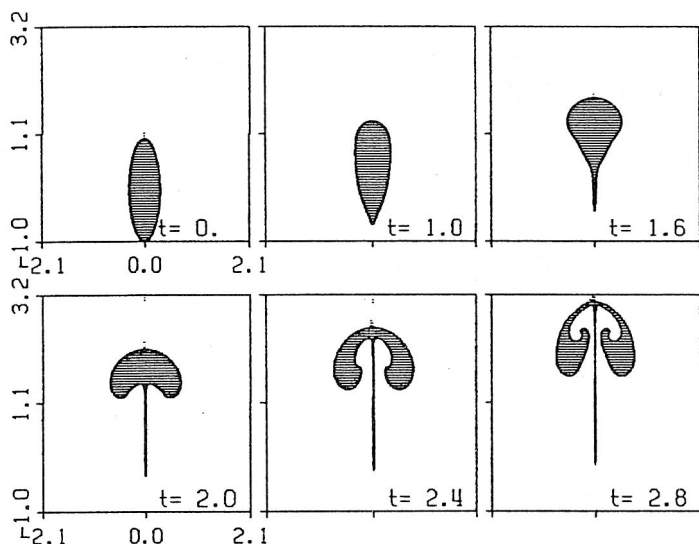 3.2
1.1
-1.0
t= 0.
t= 1.0
t= 1.6
-2.1 0.0 2.1
3.2
1.1
-1.0
t= 2.0
t= 2.4
t= 2.8
-2.1 0.0 2.1